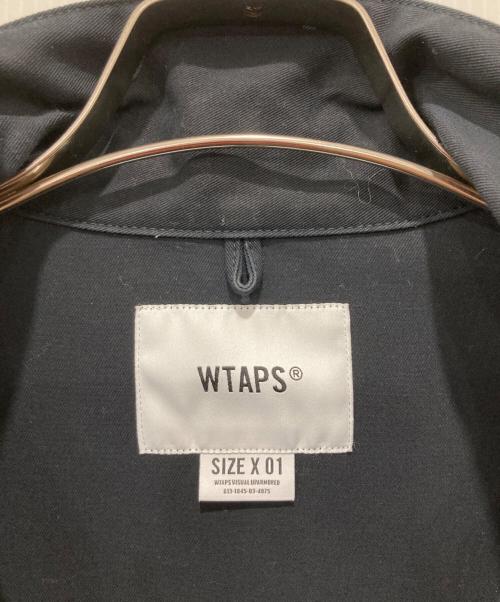 WTAPS®
SIZE X 01
WTAPS VISUAL UPARMORED